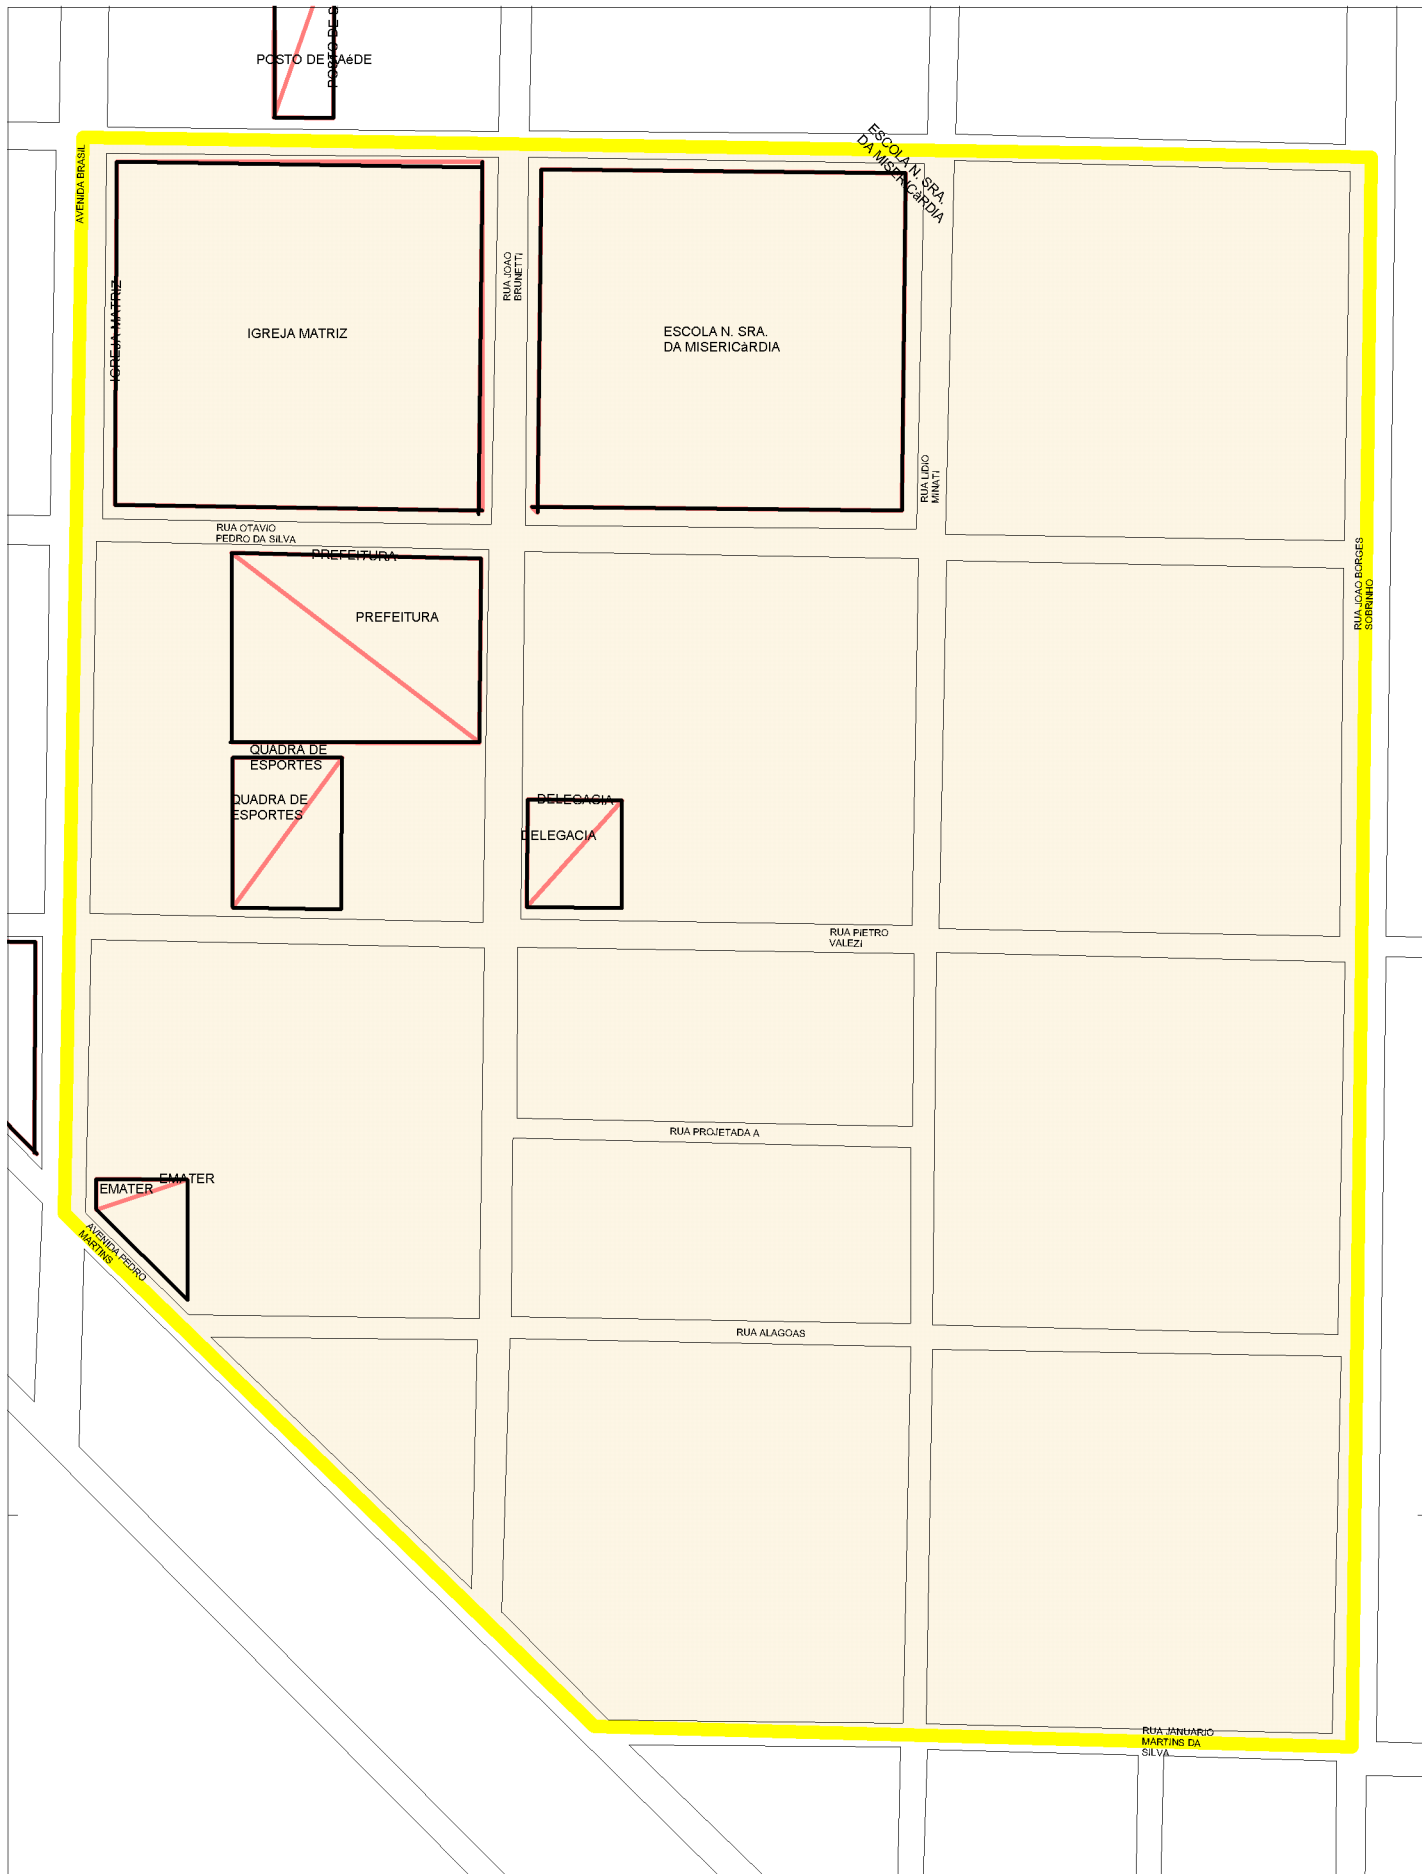 POSTO DE S
POSTO DE SAéDE
ESCOLA N. SRA.
DA MISERICàRDIA
AVENIDA BRASIL
IGREJA MATRIZ
IGREJA MATRIZ
RUA JOAO
BRUNETTI
ESCOLA N. SRA.
DA MISERICàRDIA
RUA LIDIO
MINATI
RUA OTAVIO
PEDRO DA SILVA
PREFEITURA
PREFEITURA
RUA JOAO BORGES
SOBRINHO
QUADRA DE
ESPORTES
QUADRA DE
ESPORTES
DELEGACIA
DELEGACIA
RUA PIETRO
VALEZI
RUA PROJETADA A
EMATER
EMATER
AVENIDA PEDRO
MARTINS
RUA ALAGOAS
RUA JANUARIO
MARTINS DA
SILVA